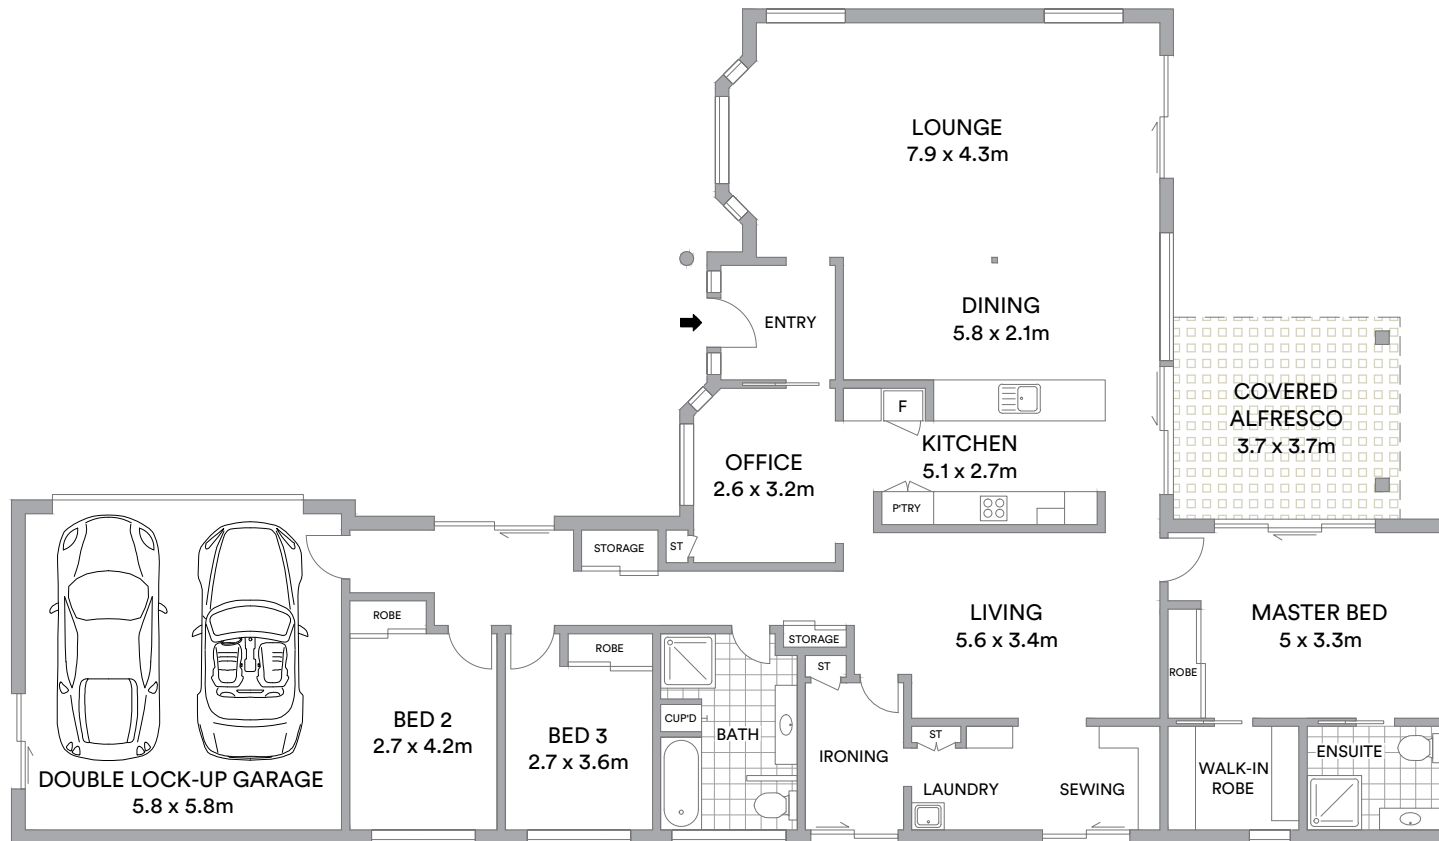 LOUNGE
7.9 x 4.3m
ENTRY
DINING
5.8 x 2.1m
COVERED
ALFRESCO
3.7 x 3.7m
F
KITCHEN
5.1 x 2.7m
OFFICE
2.6 x 3.2m
P'TRY
STORAGE
ST
ROBE
ROBE
STORAGE
ST
LIVING
5.6 x 3.4m
MASTER BED
5 x 3.3m
ROBE
BED 2
2.7 x 4.2m
BED 3
2.7 x 3.6m
CUP'D
BATH
IRONING
ST
LAUNDRY
SEWING
WALK-IN
ROBE
ENSUITE
DOUBLE LOCK-UP GARAGE
5.8 x 5.8m